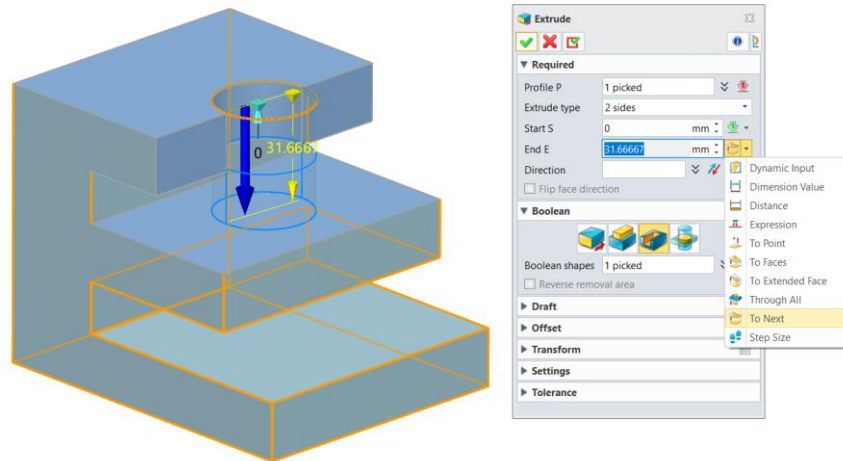 Extrude
Required
Profile P 1 picked
Extrude type 2 sides
Start S 0 mm
End E 31.66667 mm
Direction
Flip face direction
Boolean
Boolean shapes 1 picked
Reverse removal area
Draft
Offset
Transform
Settings
Tolerance
Dynamic Input
Dimension Value
Distance
Expression
To Point
To Faces
To Extended Face
Through All
To Next
Step Size
0
31.6667